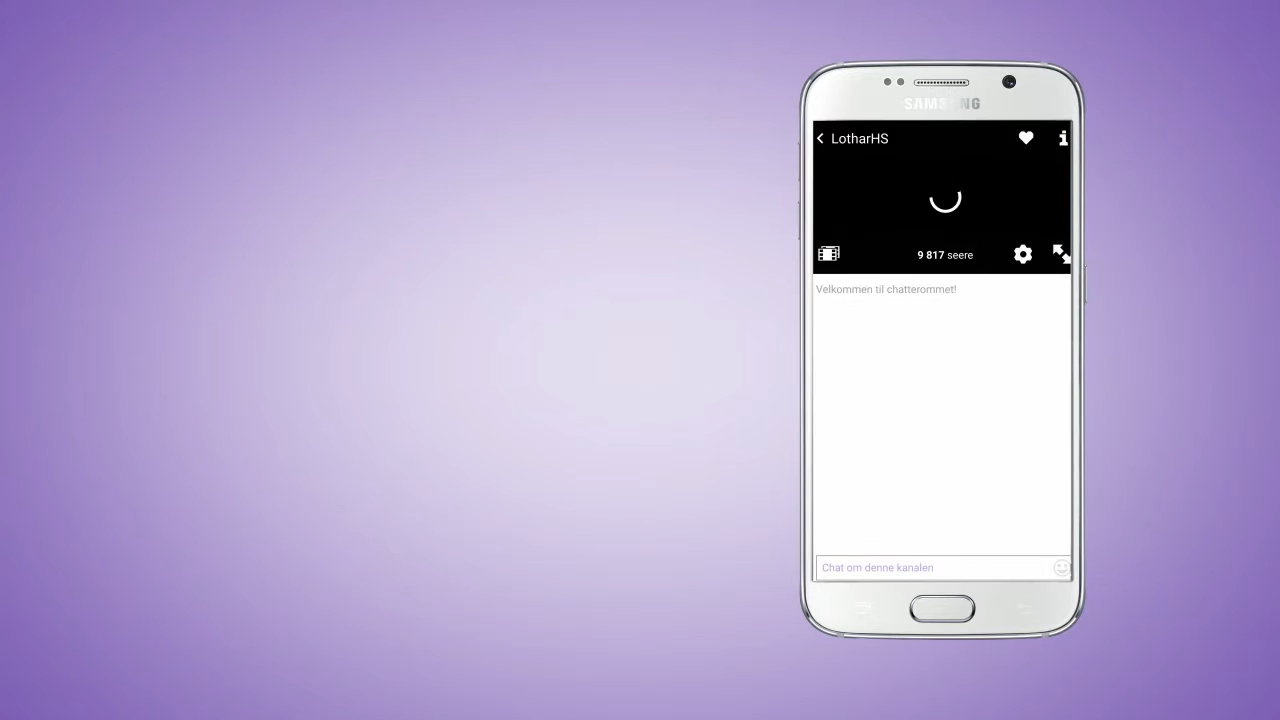 SAMSUNG
LotharHS
9 817 seere
Velkommen til chatterommet!
Chat om denne kanalen